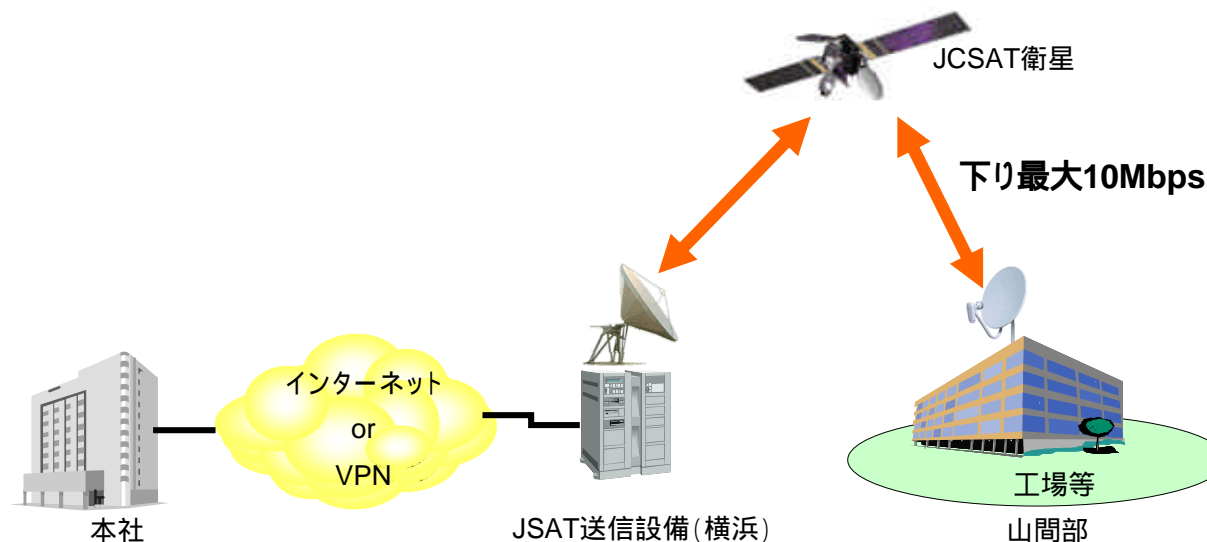 JCSAT衛星
下り最大10Mbps
インターネット
or
VPN
工場等
本社
JSAT送信設備(横浜)
山間部